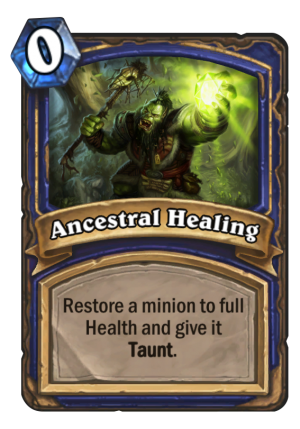 0
Ancestral Healing
Restore a minion to full
Health and give it
Taunt.